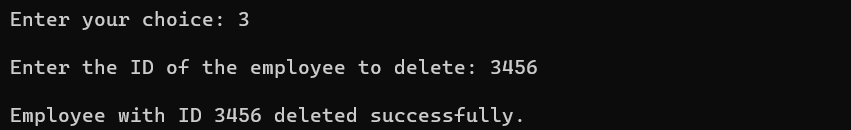 Enter your choice: 3
Enter the ID of the employee to delete: 3456
Employee with ID 3456 deleted successfully.